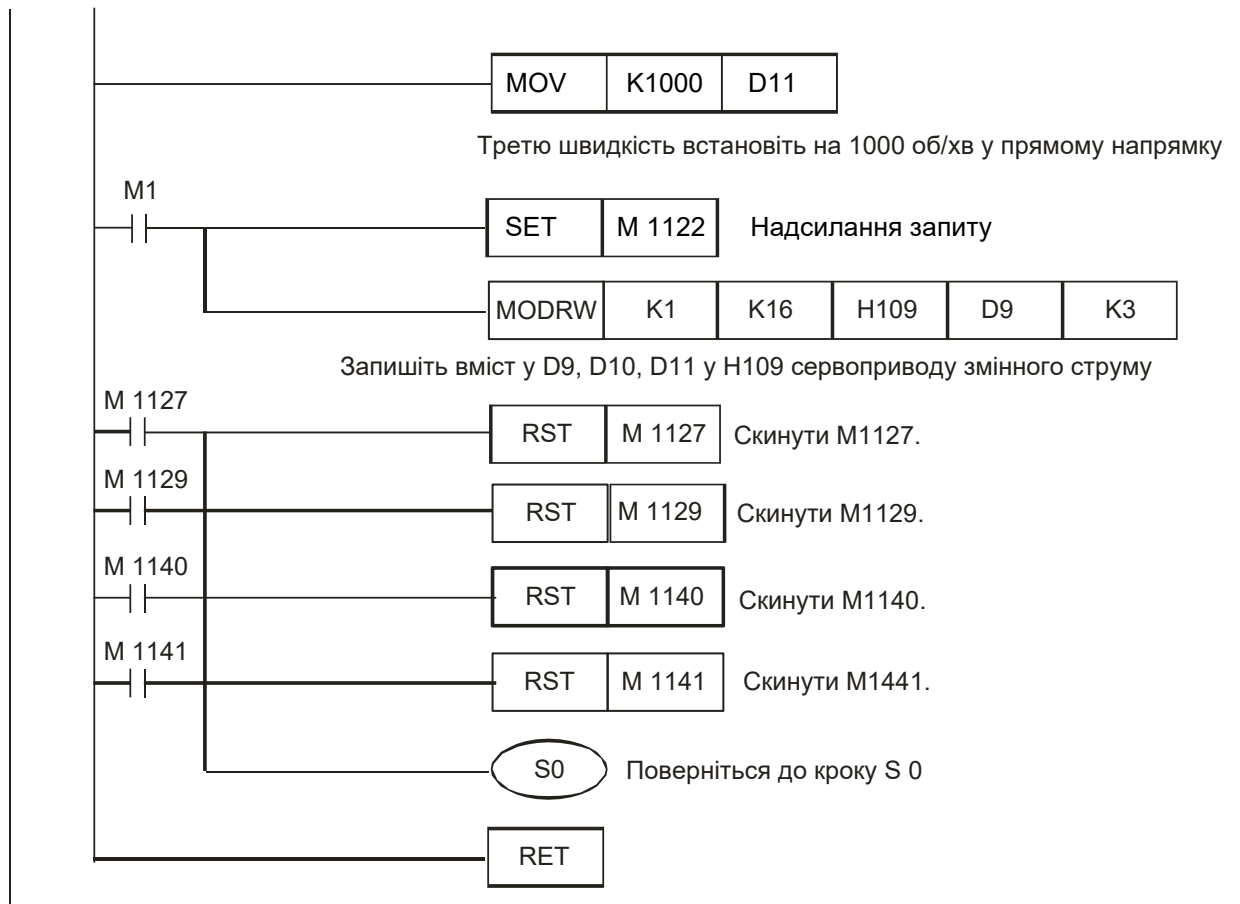 MOV K1000 D11
Третю швидкість встановіть на 1000 об/хв у прямому напрямку
M1
SET M 1122 Надсилання запиту
MODRW K1 K16 H109 D9 K3
Запишіть вміст у D9, D10, D11 у H109 сервоприводу змінного струму
M 1127
RST M 1127 Скинути M1127.
M 1129
RST M 1129 Скинути M1129.
M 1140
RST M 1140 Скинути M1140.
M 1141
RST M 1141 Скинути M1441.
S0 Поверніться до кроку S 0
RET